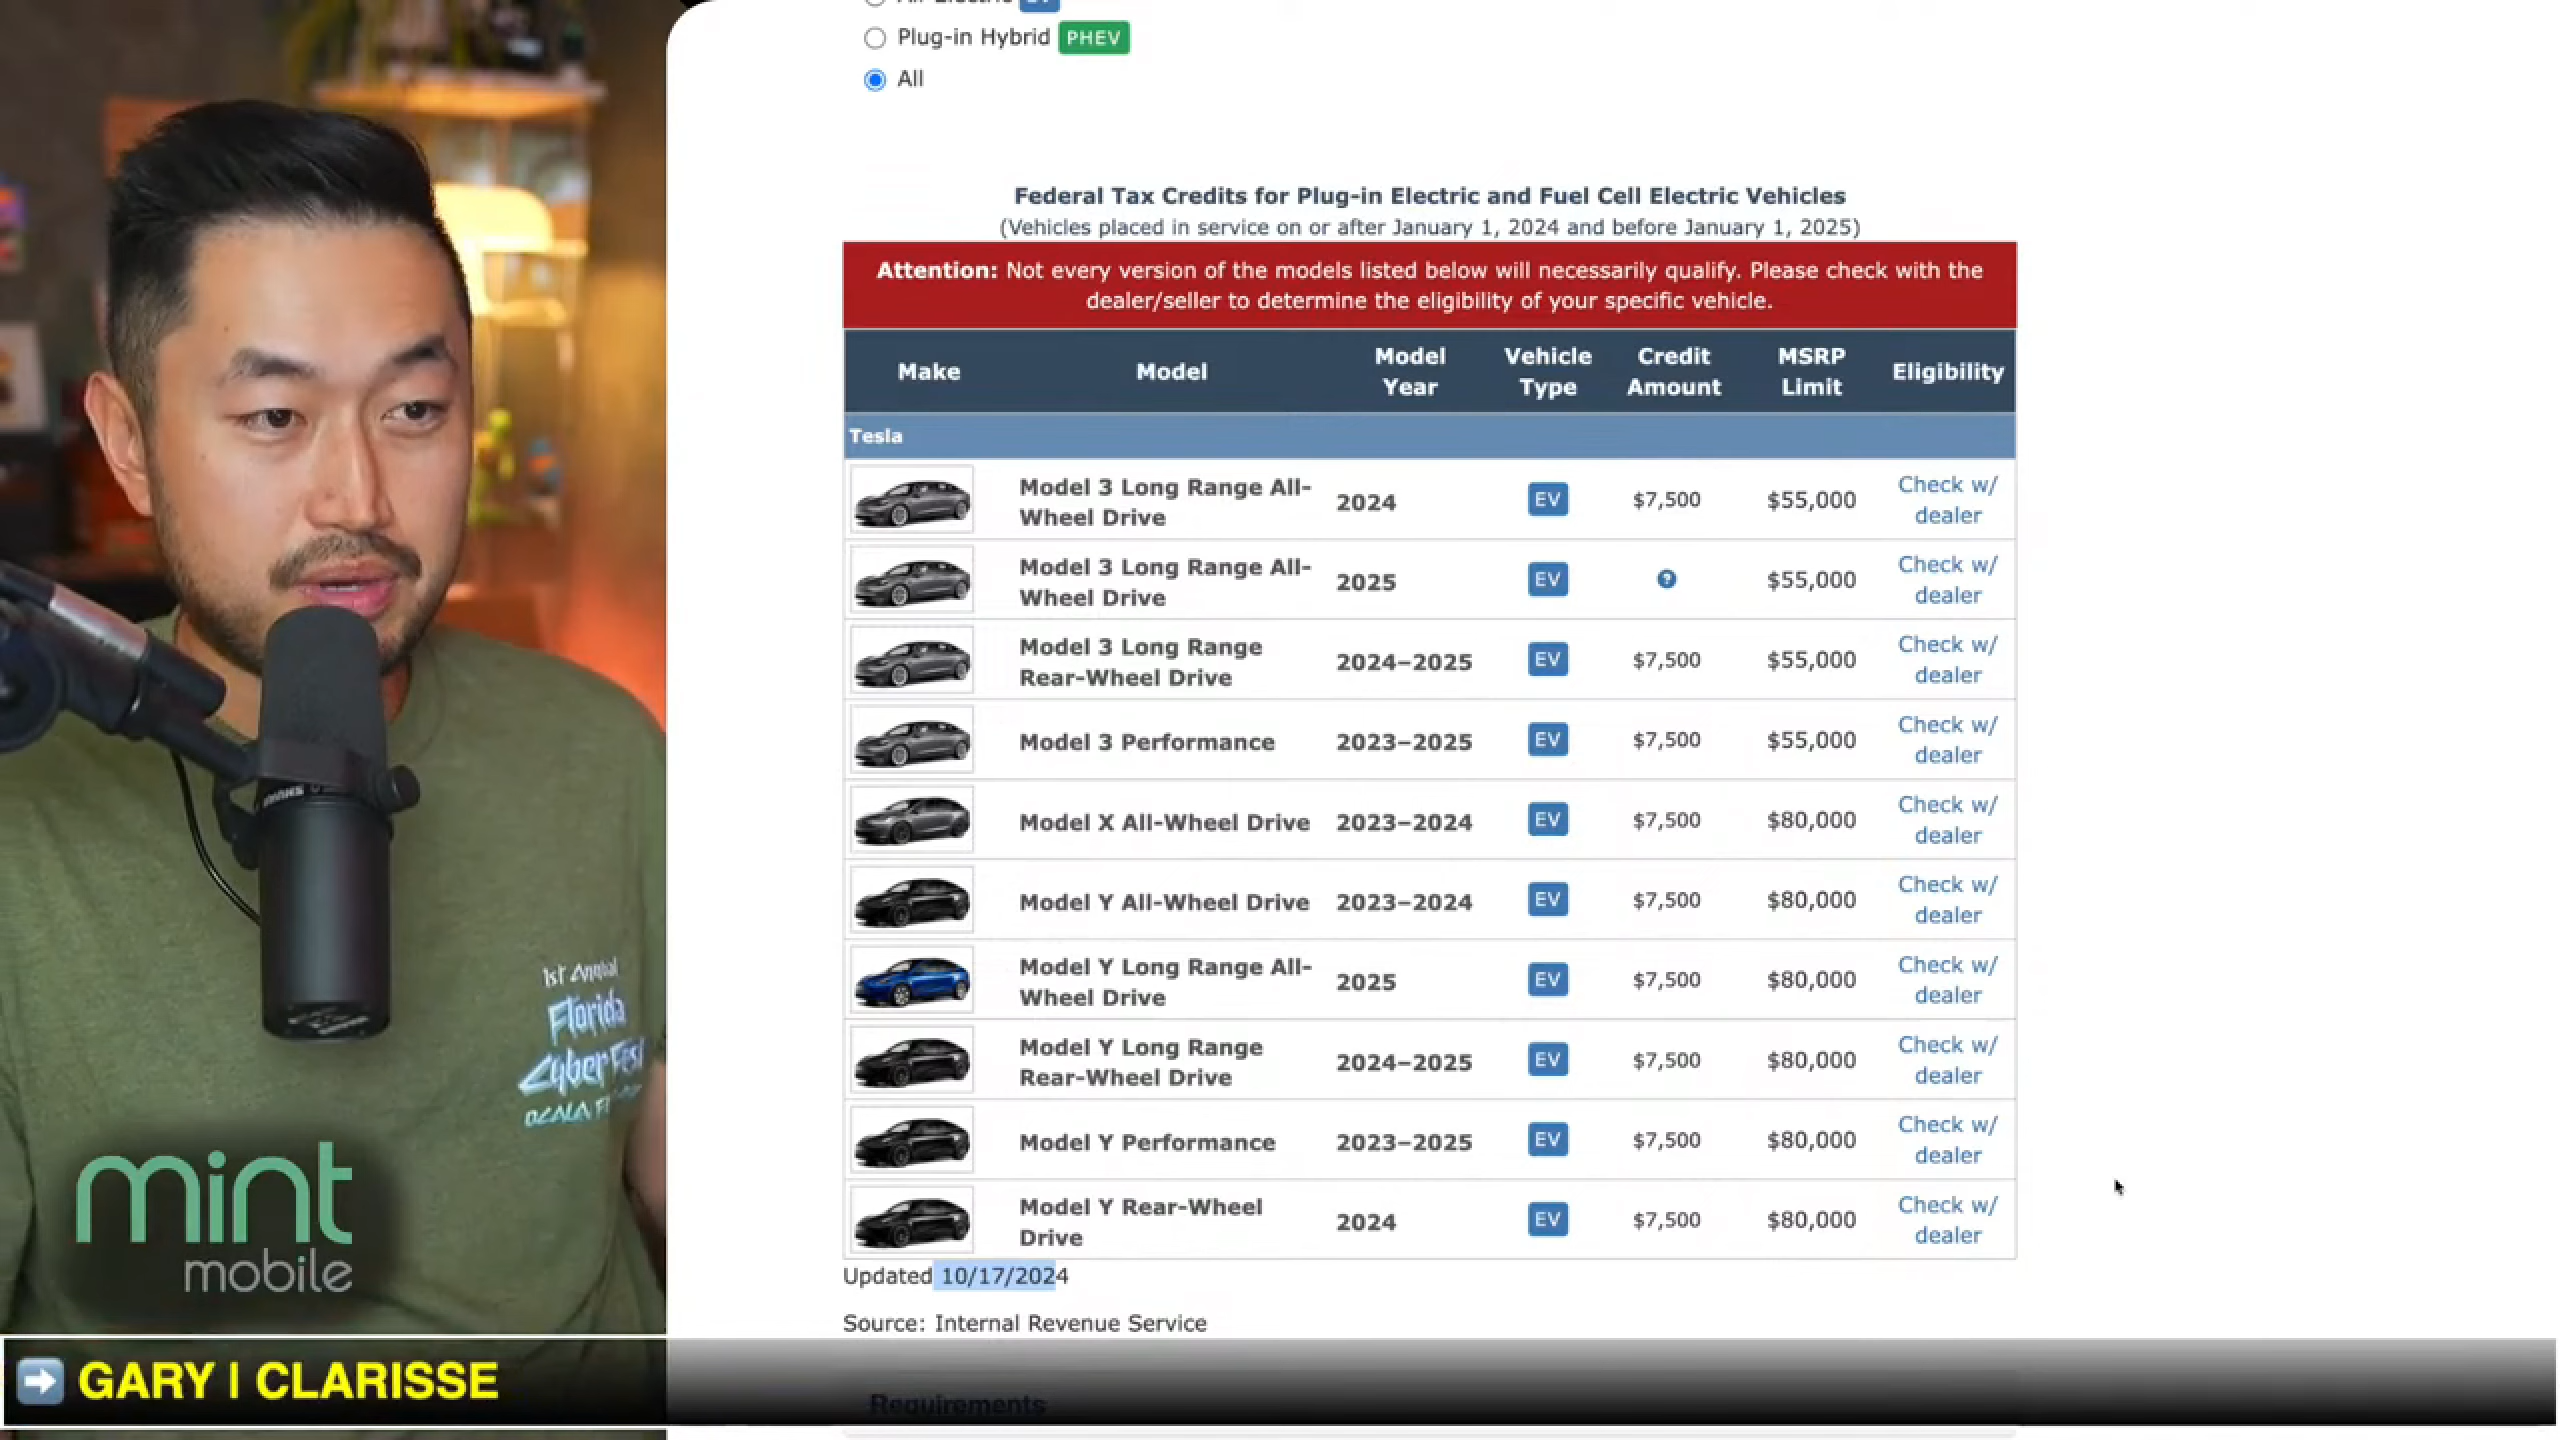 Plug-in Hybrid PHEV
All
Federal Tax Credits for Plug-in Electric and Fuel Cell Electric Vehicles
(Vehicles placed in service on or after January 1, 2024 and before January 1, 2025)
Attention: Not every version of the models listed below will necessarily qualify. Please check with the
dealer/seller to determine the eligibility of your specific vehicle.
Make Model Model Year Vehicle Type Credit Amount MSRP Limit Eligibility
Tesla
Model 3 Long Range All-Wheel Drive 2024 EV $7,500 $55,000 Check w/ dealer
Model 3 Long Range All-Wheel Drive 2025 EV ? $55,000 Check w/ dealer
Model 3 Long Range Rear-Wheel Drive 2024–2025 EV $7,500 $55,000 Check w/ dealer
Model 3 Performance 2023–2025 EV $7,500 $55,000 Check w/ dealer
Model X All-Wheel Drive 2023–2024 EV $7,500 $80,000 Check w/ dealer
Model Y All-Wheel Drive 2023–2024 EV $7,500 $80,000 Check w/ dealer
Model Y Long Range All-Wheel Drive 2025 EV $7,500 $80,000 Check w/ dealer
Model Y Long Range Rear-Wheel Drive 2024–2025 EV $7,500 $80,000 Check w/ dealer
Model Y Performance 2023–2025 EV $7,500 $80,000 Check w/ dealer
Model Y Rear-Wheel Drive 2024 EV $7,500 $80,000 Check w/ dealer
Updated 10/17/2024
Source: Internal Revenue Service
Requirements
1st Annual
Florida
CyberFest
OCALA
mint
mobile
GARY | CLARISSE